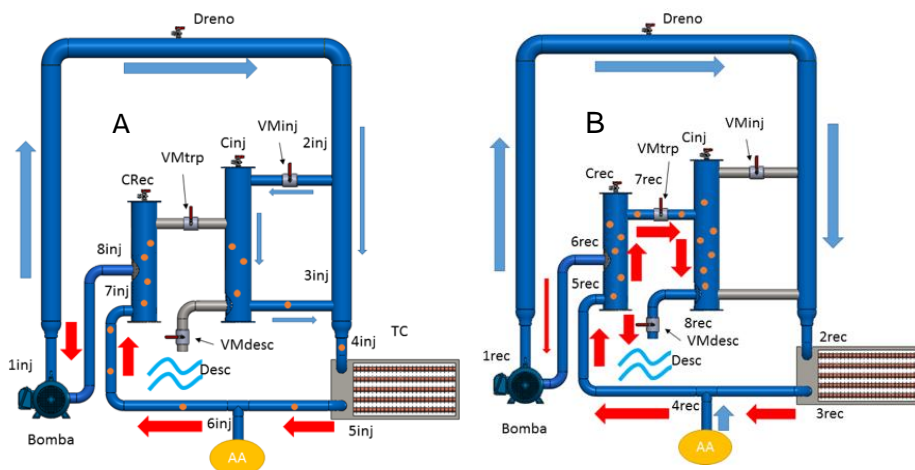 Dreno
A
VMinj
Cinj
2inj
VMtrp
CRec
8inj
7inj
3inj
VMdesc
4inj
TC
1inj
Desc
Bomba
6inj
5inj
AA
Dreno
B
VMinj
Cinj
VMtrp
7rec
Crec
6rec
5rec
8rec
VMdesc
2rec
TC
1rec
Desc
4rec
3rec
Bomba
AA